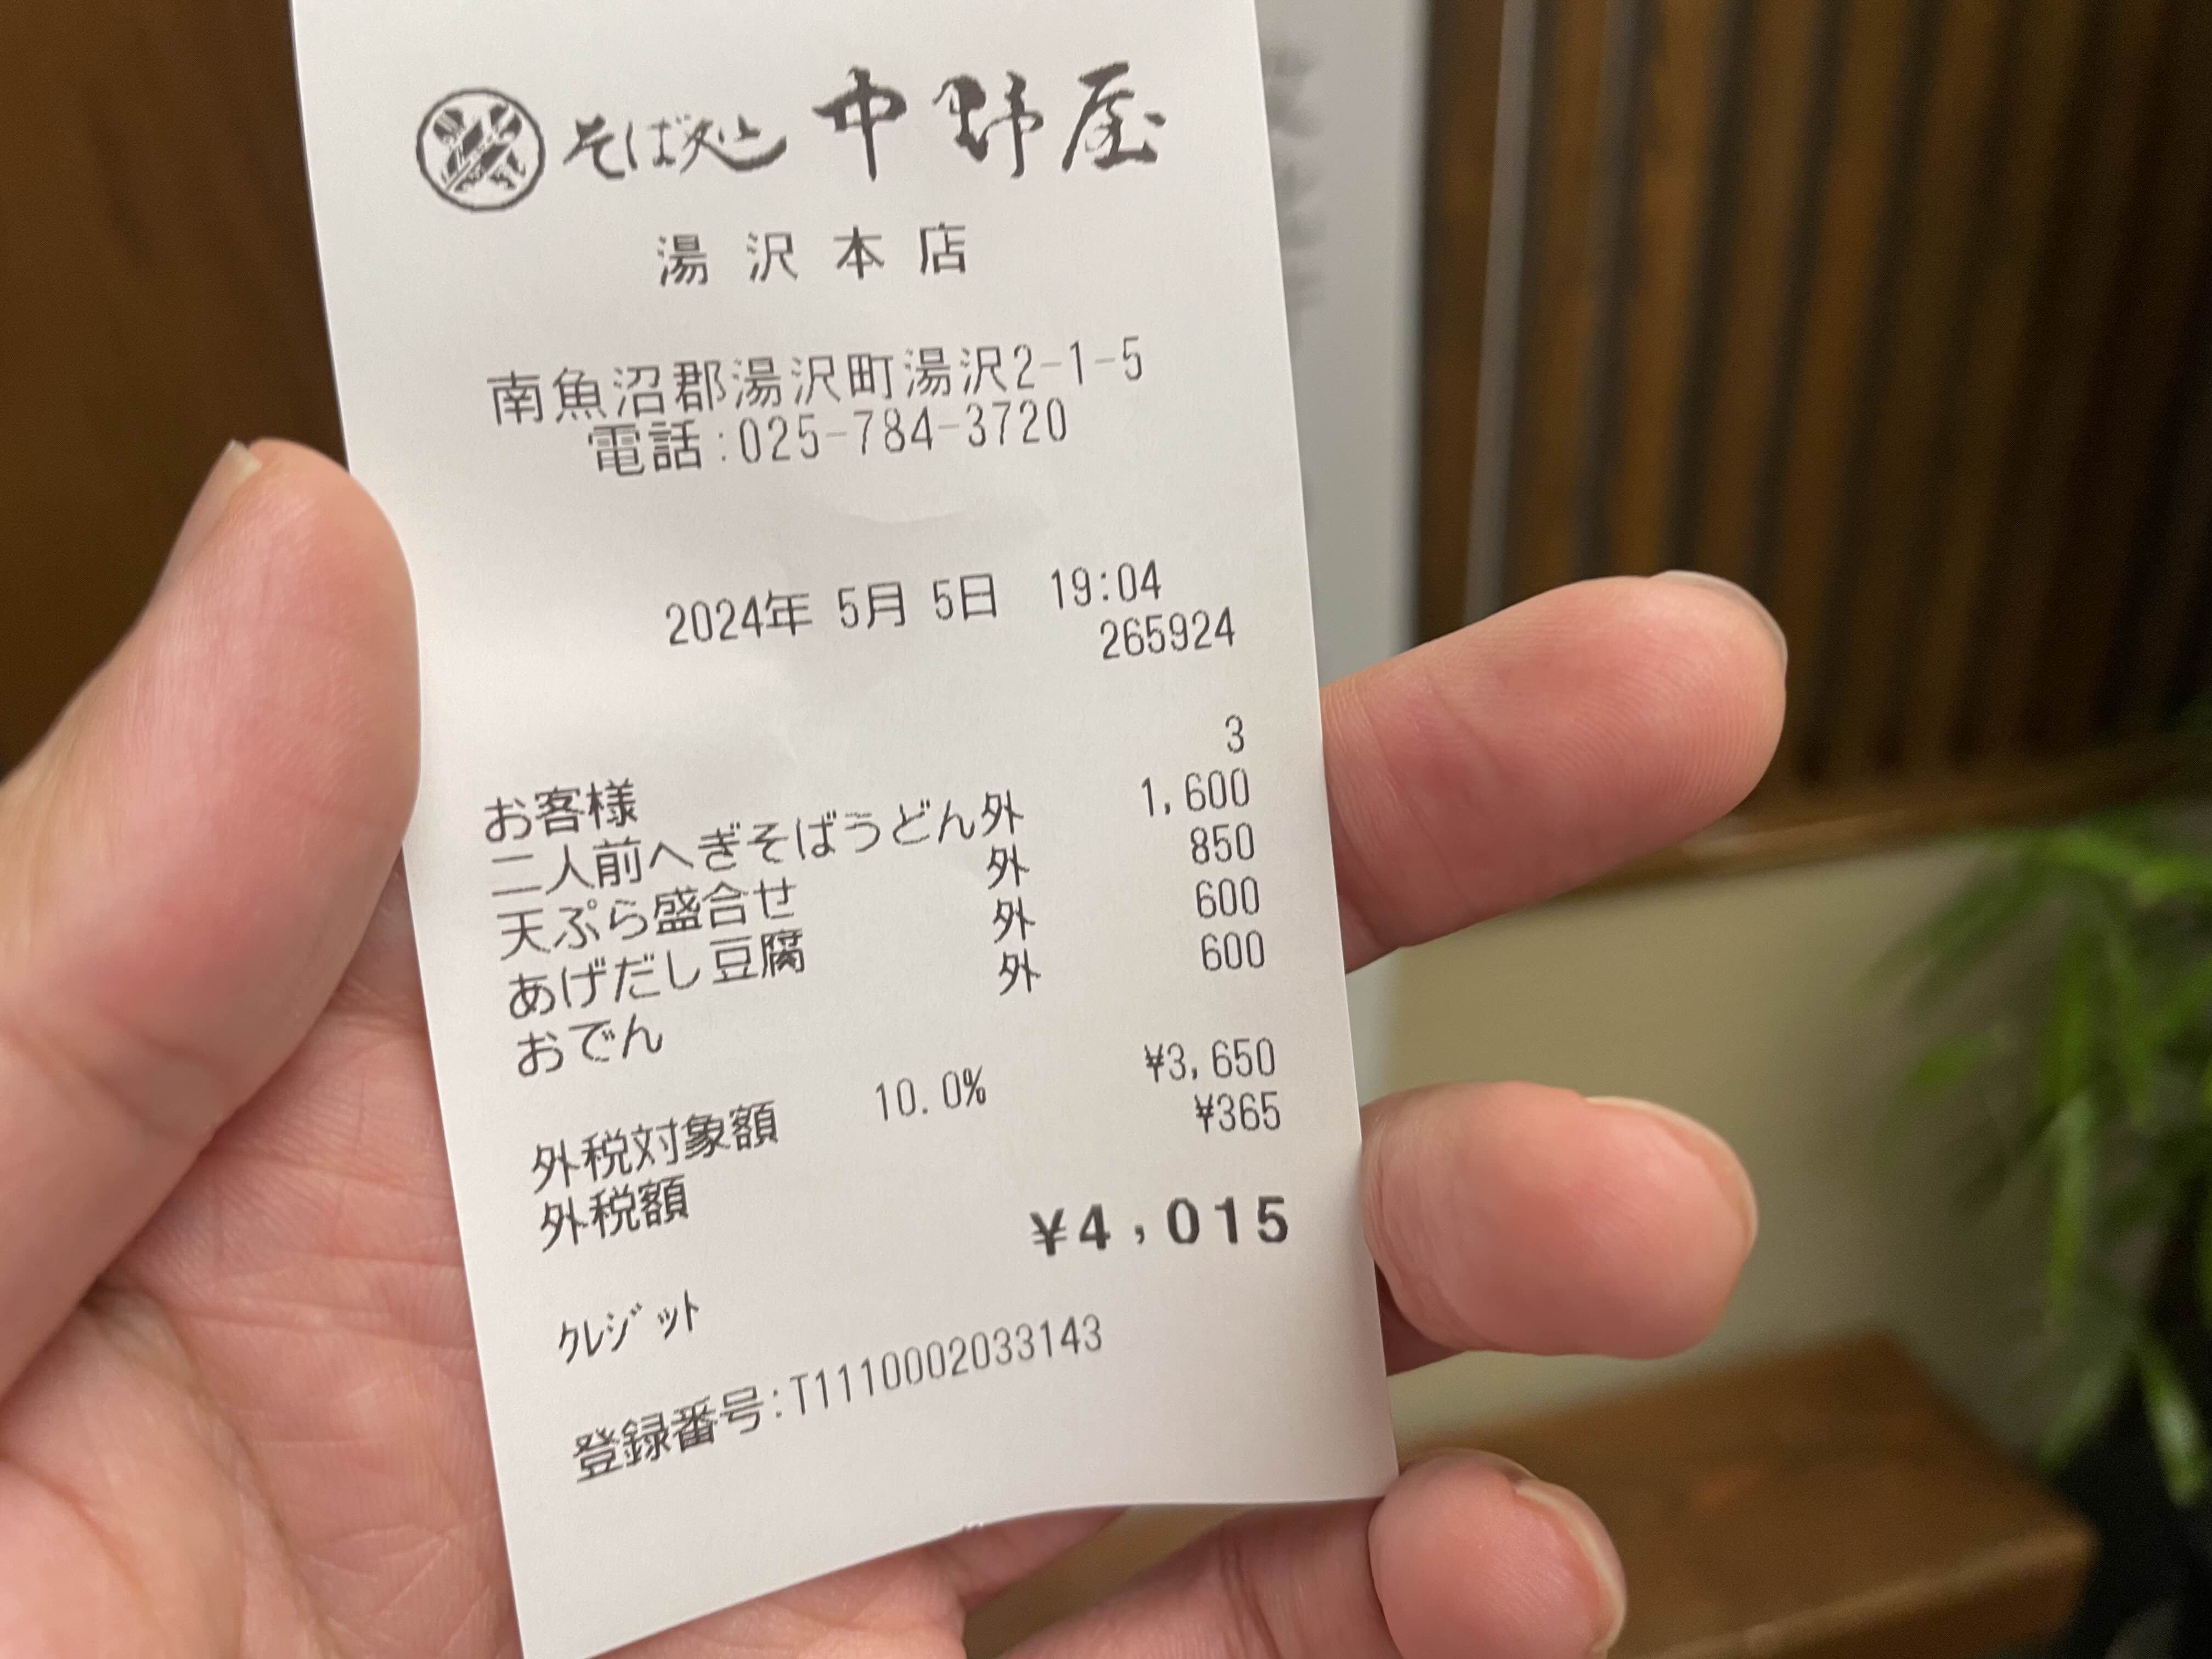 そば処 中野屋
湯沢本店
南魚沼郡湯沢町湯沢2-1-5
電話:025-784-3720
2024年 5月 5日 19:04
265924
お客様 3
二人前へぎそばうどん外 1,600
天ぷら盛合せ 外 850
あげだし豆腐 外 600
おでん 外 600
外税対象額 10.0% ¥3,650
外税額 ¥365
¥4,015
クレジット
登録番号:T1110002033143